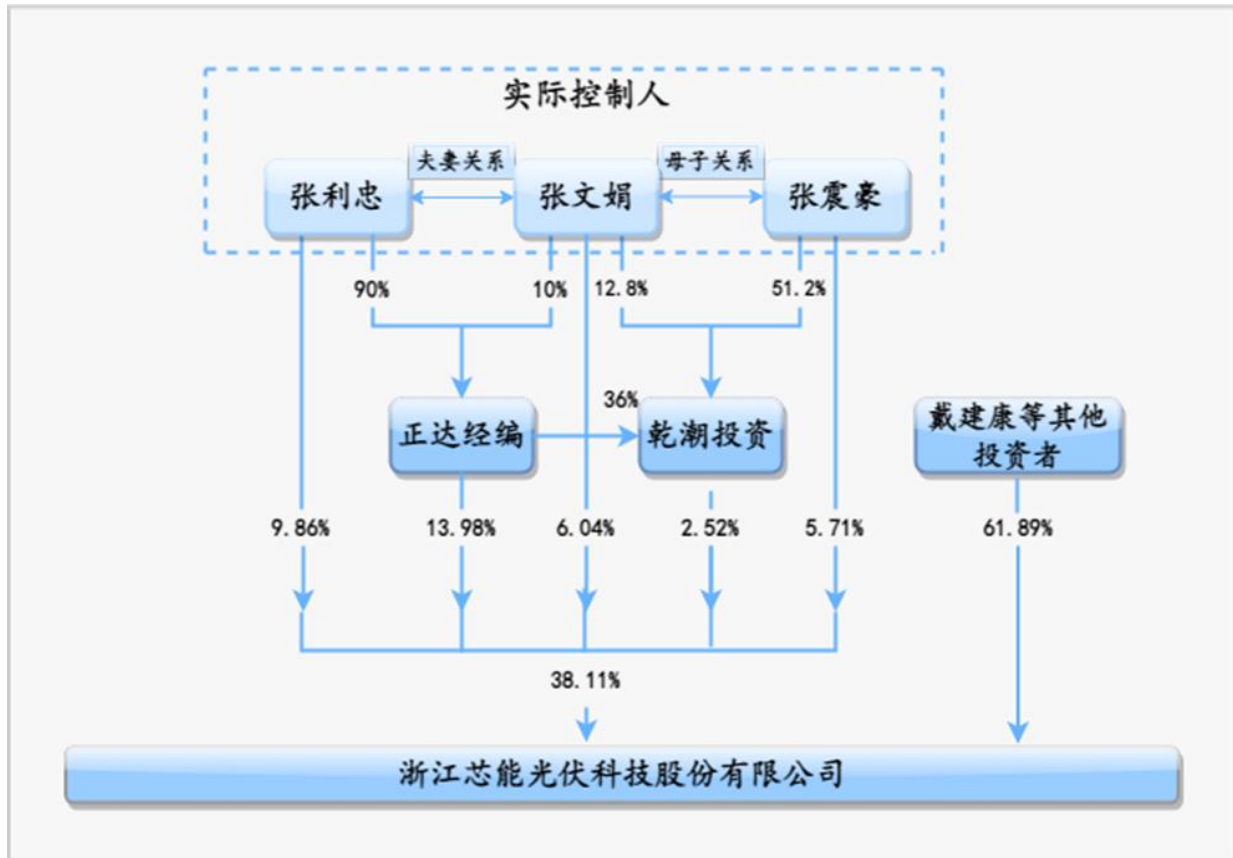 实际控制人
夫妻关系
母子关系
张利忠
张文娟
张震豪
90%
10%
12.8%
51.2%
36%
正达经编
乾潮投资
戴建康等其他
投资者
9.86%
13.98%
6.04%
2.52%
5.71%
61.89%
38.11%
浙江芯能光伏科技股份有限公司